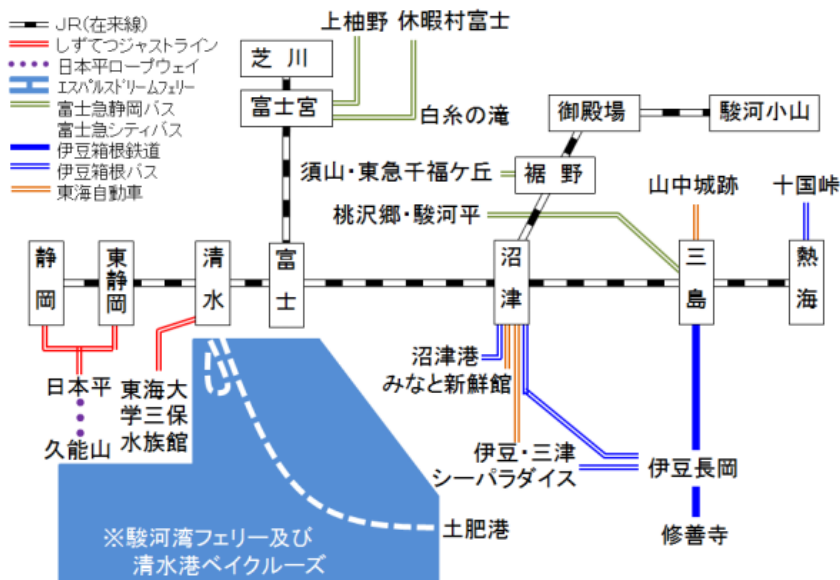 JR(在来線)
しずてつジャストライン
日本平ロープウェイ
ｴｽﾊﾟﾙｽﾄﾞﾘｰﾑﾌｪﾘｰ
富士急静岡バス
富士急シティバス
伊豆箱根鉄道
伊豆箱根バス
東海自動車
上柚野
休暇村富士
芝川
富士宮
白糸の滝
御殿場
駿河小山
須山・東急千福ケ丘
裾野
桃沢郷・駿河平
山中城跡
十国峠
静岡
東静岡
清水
富士
沼津
三島
熱海
日本平
久能山
東海大
学三保
水族館
沼津港
みなと新鮮館
伊豆・三津
シーパラダイス
伊豆長岡
修善寺
土肥港
※駿河湾フェリー及び
清水港ベイクルーズ